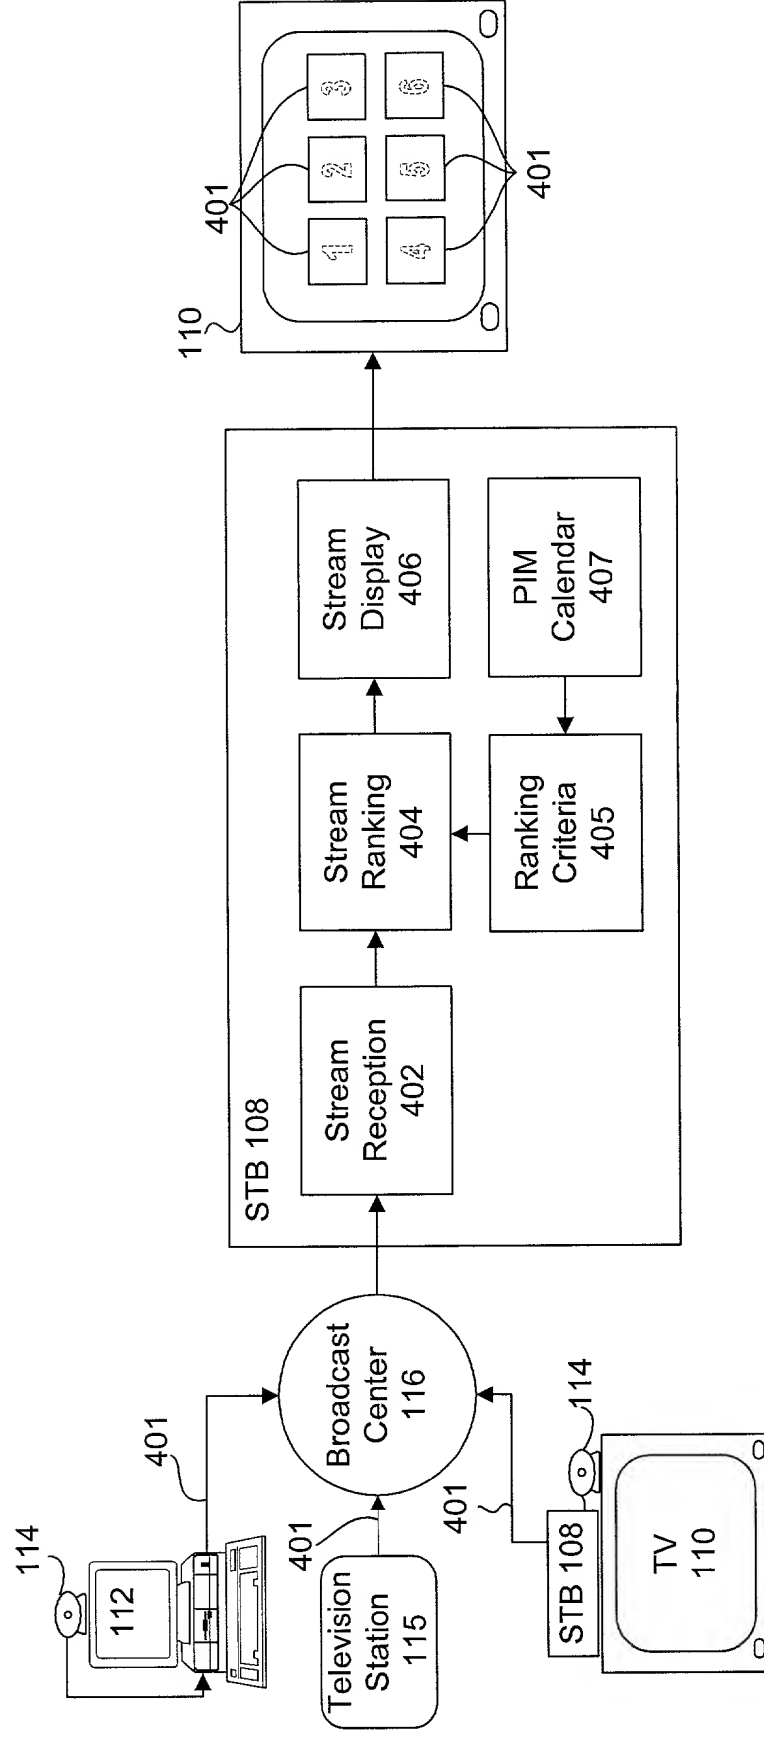 114
112
401
Television
Station
115
401
STB 108
TV
110
114
401
Broadcast
Center
116
STB 108
Stream
Reception
402
Stream
Ranking
404
Stream
Display
406
Ranking
Criteria
405
PIM
Calendar
407
110
401
1
2
3
4
5
6
401